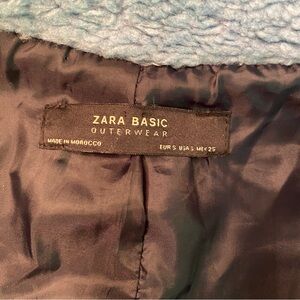 ZARA BASIC
OUTERWEAR
MADE IN MOROCCO
EUR S USA S MEX 26